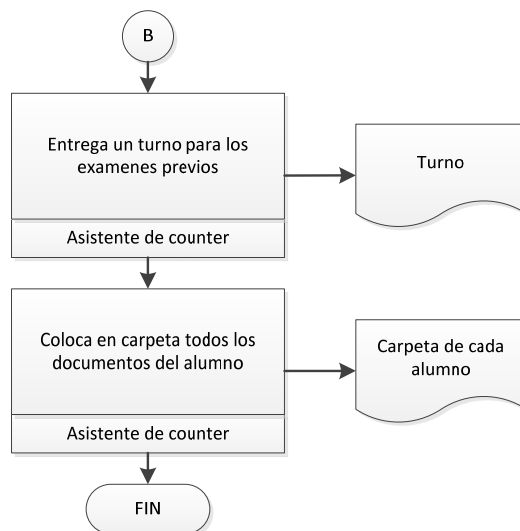 B
Entrega un turno para los
examenes previos
Turno
Asistente de counter
Coloca en carpeta todos los
documentos del alumno
Carpeta de cada
alumno
Asistente de counter
FIN